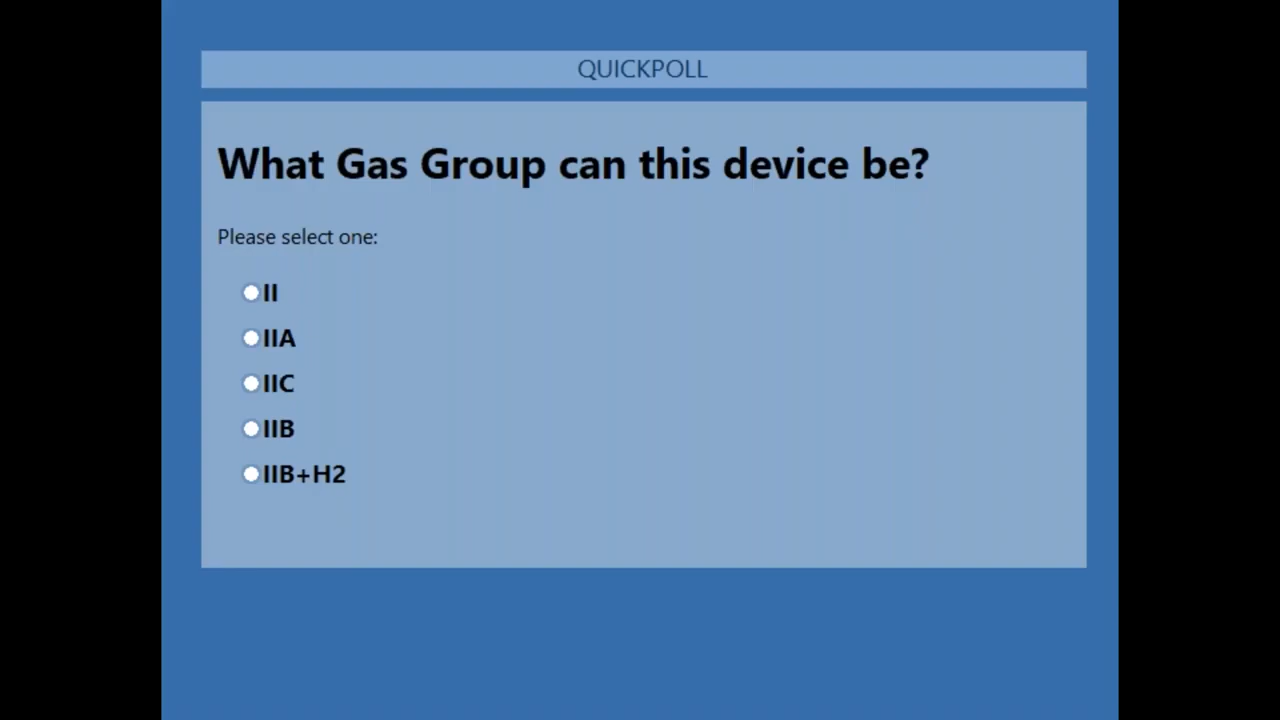 QUICKPOLL
What Gas Group can this device be?
Please select one:
II
IIA
IIC
IIB
IIB+H2